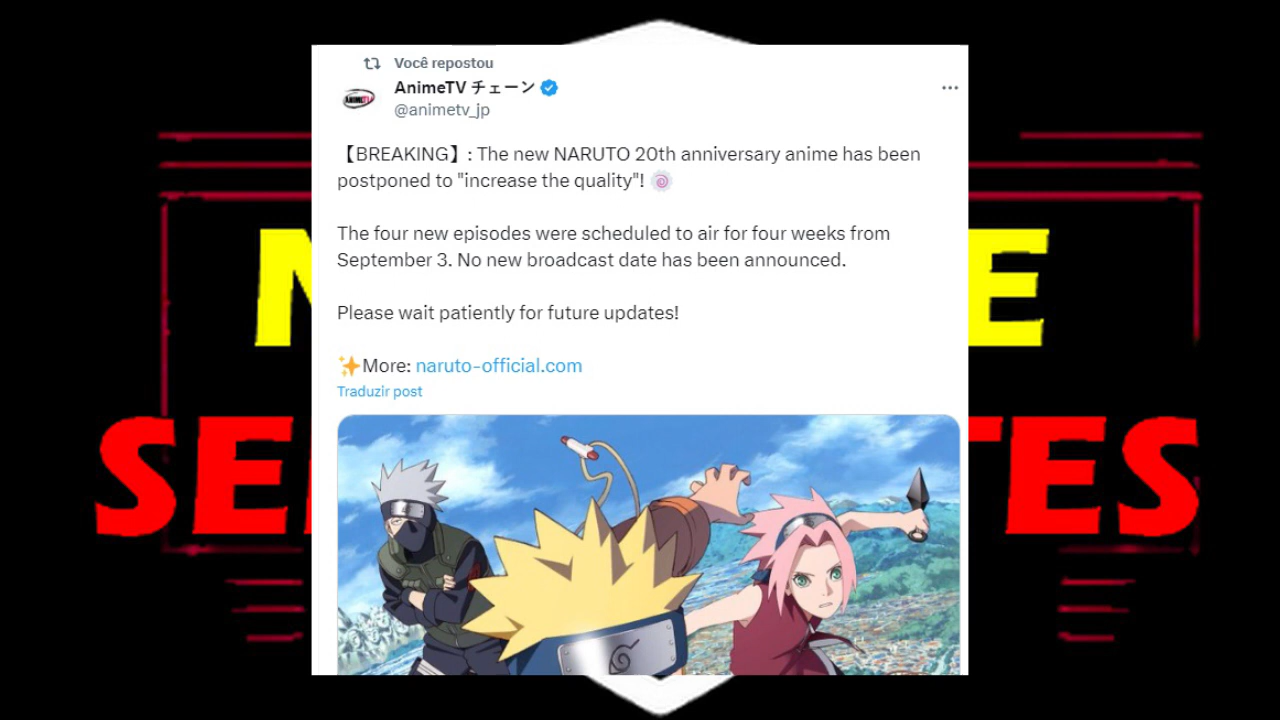 Você repostou
AnimeTV チェーン
@animetv_jp
【BREAKING】: The new NARUTO 20th anniversary anime has been
postponed to "increase the quality"! 🍥
The four new episodes were scheduled to air for four weeks from
September 3. No new broadcast date has been announced.
Please wait patiently for future updates!
✨More: naruto-official.com
Traduzir post